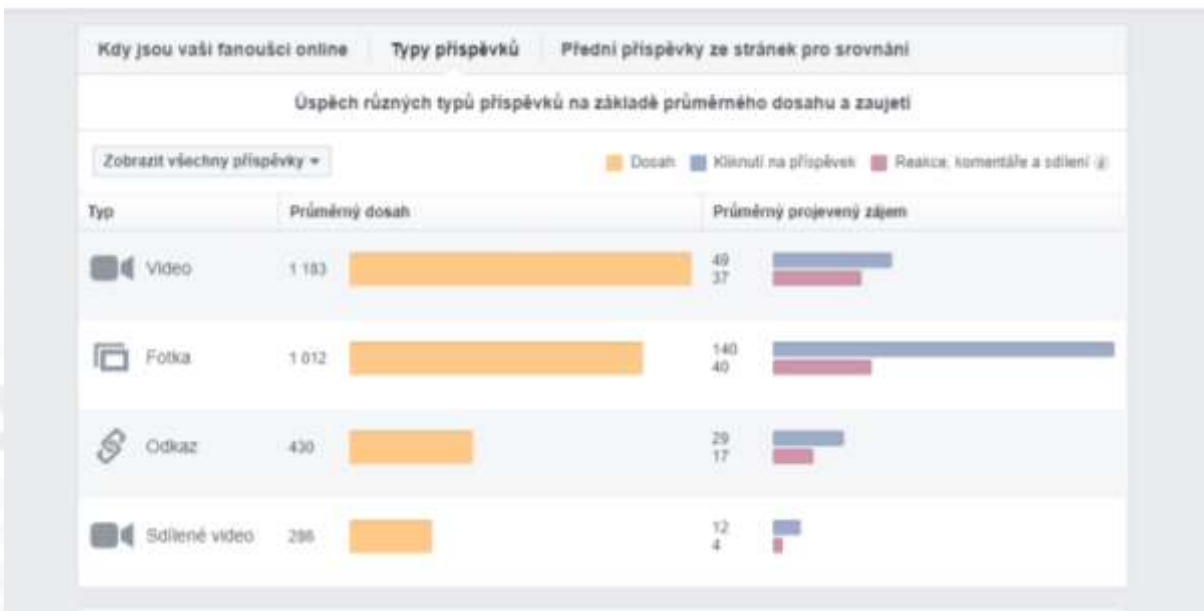 Kdy jsou vaši fanoušci online Typy příspěvků Přední příspěvky ze stránek pro srovnání
Úspěch různých typů příspěvků na základě průměrného dosahu a zaujetí
Zobrazit všechny příspěvky Dosah Kliknutí na příspěvek Reakce, komentáře a sdílení
Typ Průměrný dosah Průměrný projevený zájem
Video 1 183 49
37
Fotka 1 012 140
40
Odkaz 430 29
17
Sdílené video 286 12
4